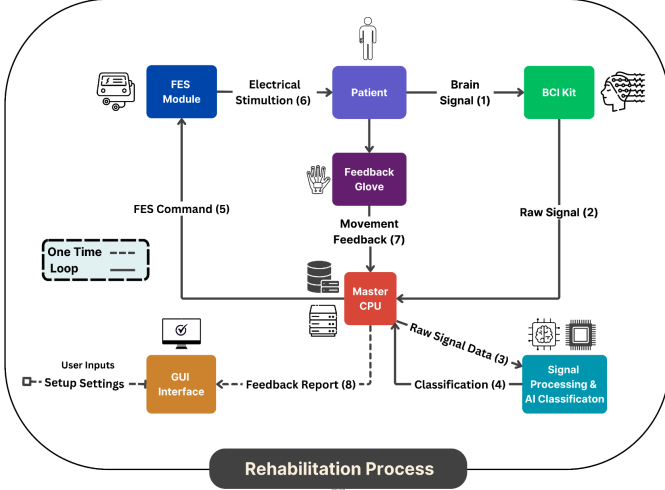 FES
Module
Electrical
Stimultion (6)
Patient
Brain
Signal (1)
BCI Kit
Feedback
Glove
FES Command (5)
Movement
Feedback (7)
Raw Signal (2)
One Time
Loop
Master
CPU
Raw Signal Data (3)
User Inputs
Setup Settings
GUI
Interface
Feedback Report (8)
Classification (4)
Signal
Processing &
AI Classificaton
Rehabilitation Process